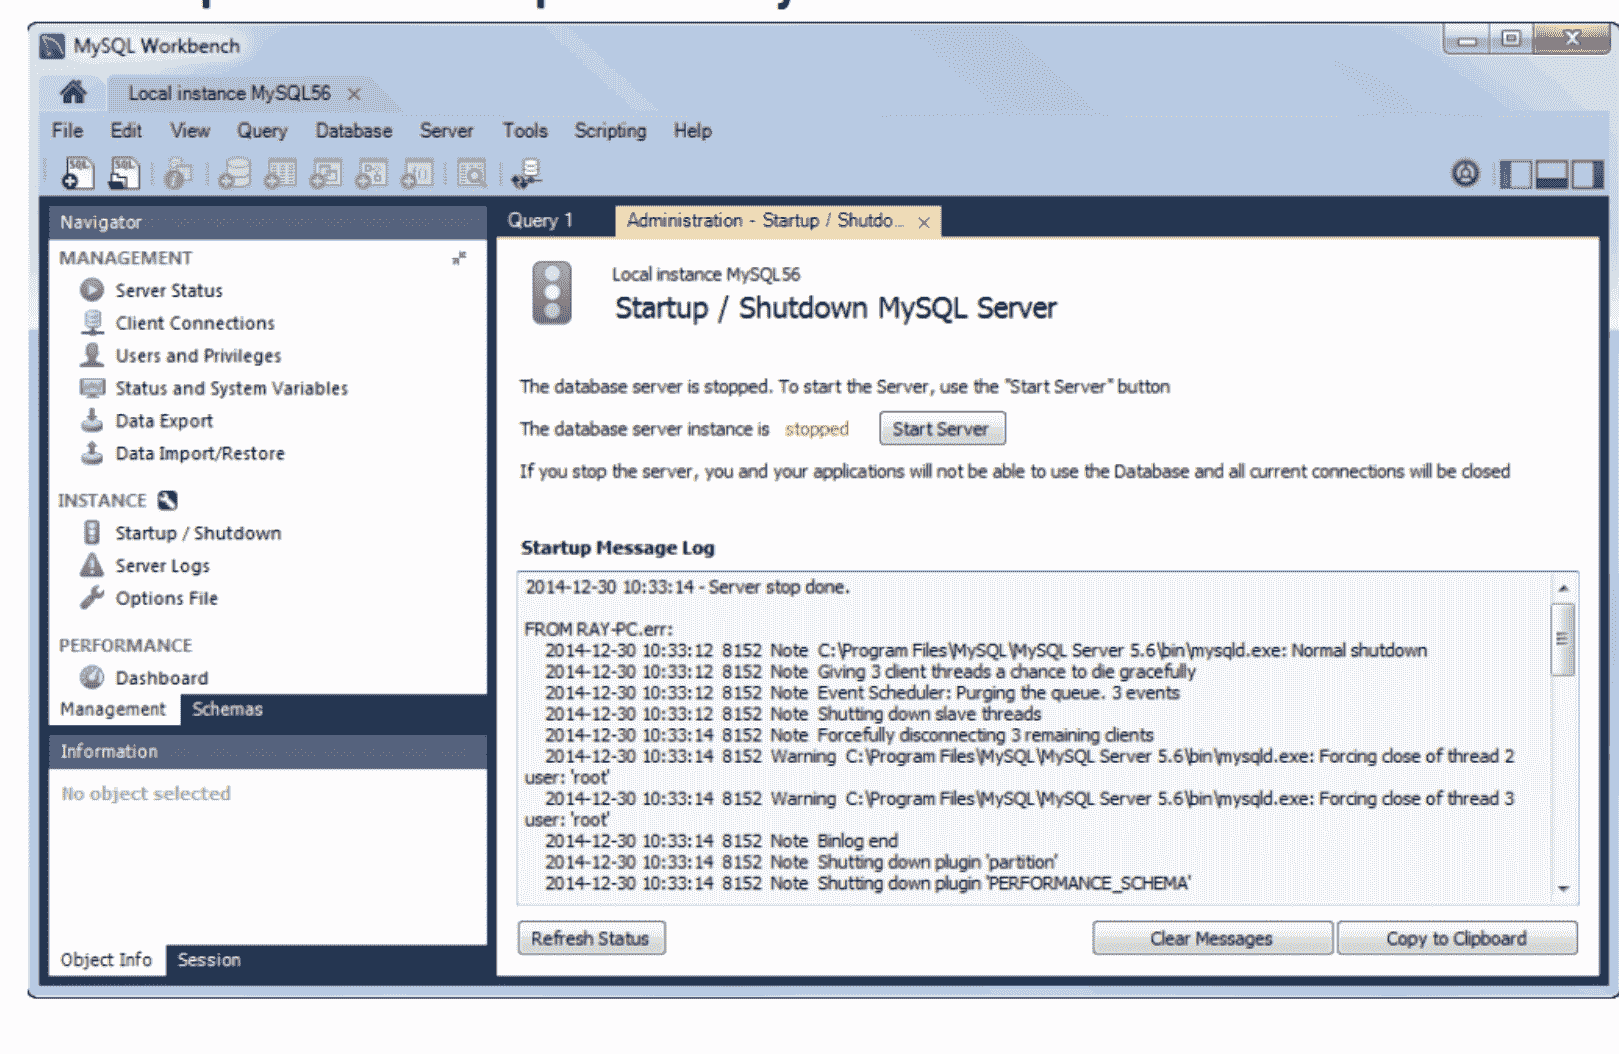 MySQL Workbench
Local instance MySQL56
File Edit View Query Database Server Tools Scripting Help
Navigator
MANAGEMENT
Server Status
Client Connections
Users and Privileges
Status and System Variables
Data Export
Data Import/Restore
INSTANCE
Startup / Shutdown
Server Logs
Options File
PERFORMANCE
Dashboard
Management Schemas
Information
No object selected
Object Info Session
Query 1 Administration - Startup / Shutdo...
Local instance MySQL56
Startup / Shutdown MySQL Server
The database server is stopped. To start the Server, use the "Start Server" button
The database server instance is stopped Start Server
If you stop the server, you and your applications will not be able to use the Database and all current connections will be closed
Startup Message Log
2014-12-30 10:33:14 - Server stop done.
FROM RAY-PC.err:
2014-12-30 10:33:12 8152 Note C:\Program Files\MySQL\MySQL Server 5.6\bin\mysqld.exe: Normal shutdown
2014-12-30 10:33:12 8152 Note Giving 3 client threads a chance to die gracefully
2014-12-30 10:33:12 8152 Note Event Scheduler: Purging the queue. 3 events
2014-12-30 10:33:12 8152 Note Shutting down slave threads
2014-12-30 10:33:14 8152 Note Forcefully disconnecting 3 remaining clients
2014-12-30 10:33:14 8152 Warning C:\Program Files\MySQL\MySQL Server 5.6\bin\mysqld.exe: Forcing close of thread 2
user: 'root'
2014-12-30 10:33:14 8152 Warning C:\Program Files\MySQL\MySQL Server 5.6\bin\mysqld.exe: Forcing close of thread 3
user: 'root'
2014-12-30 10:33:14 8152 Note Binlog end
2014-12-30 10:33:14 8152 Note Shutting down plugin 'partition'
2014-12-30 10:33:14 8152 Note Shutting down plugin 'PERFORMANCE_SCHEMA'
Refresh Status Clear Messages Copy to Clipboard